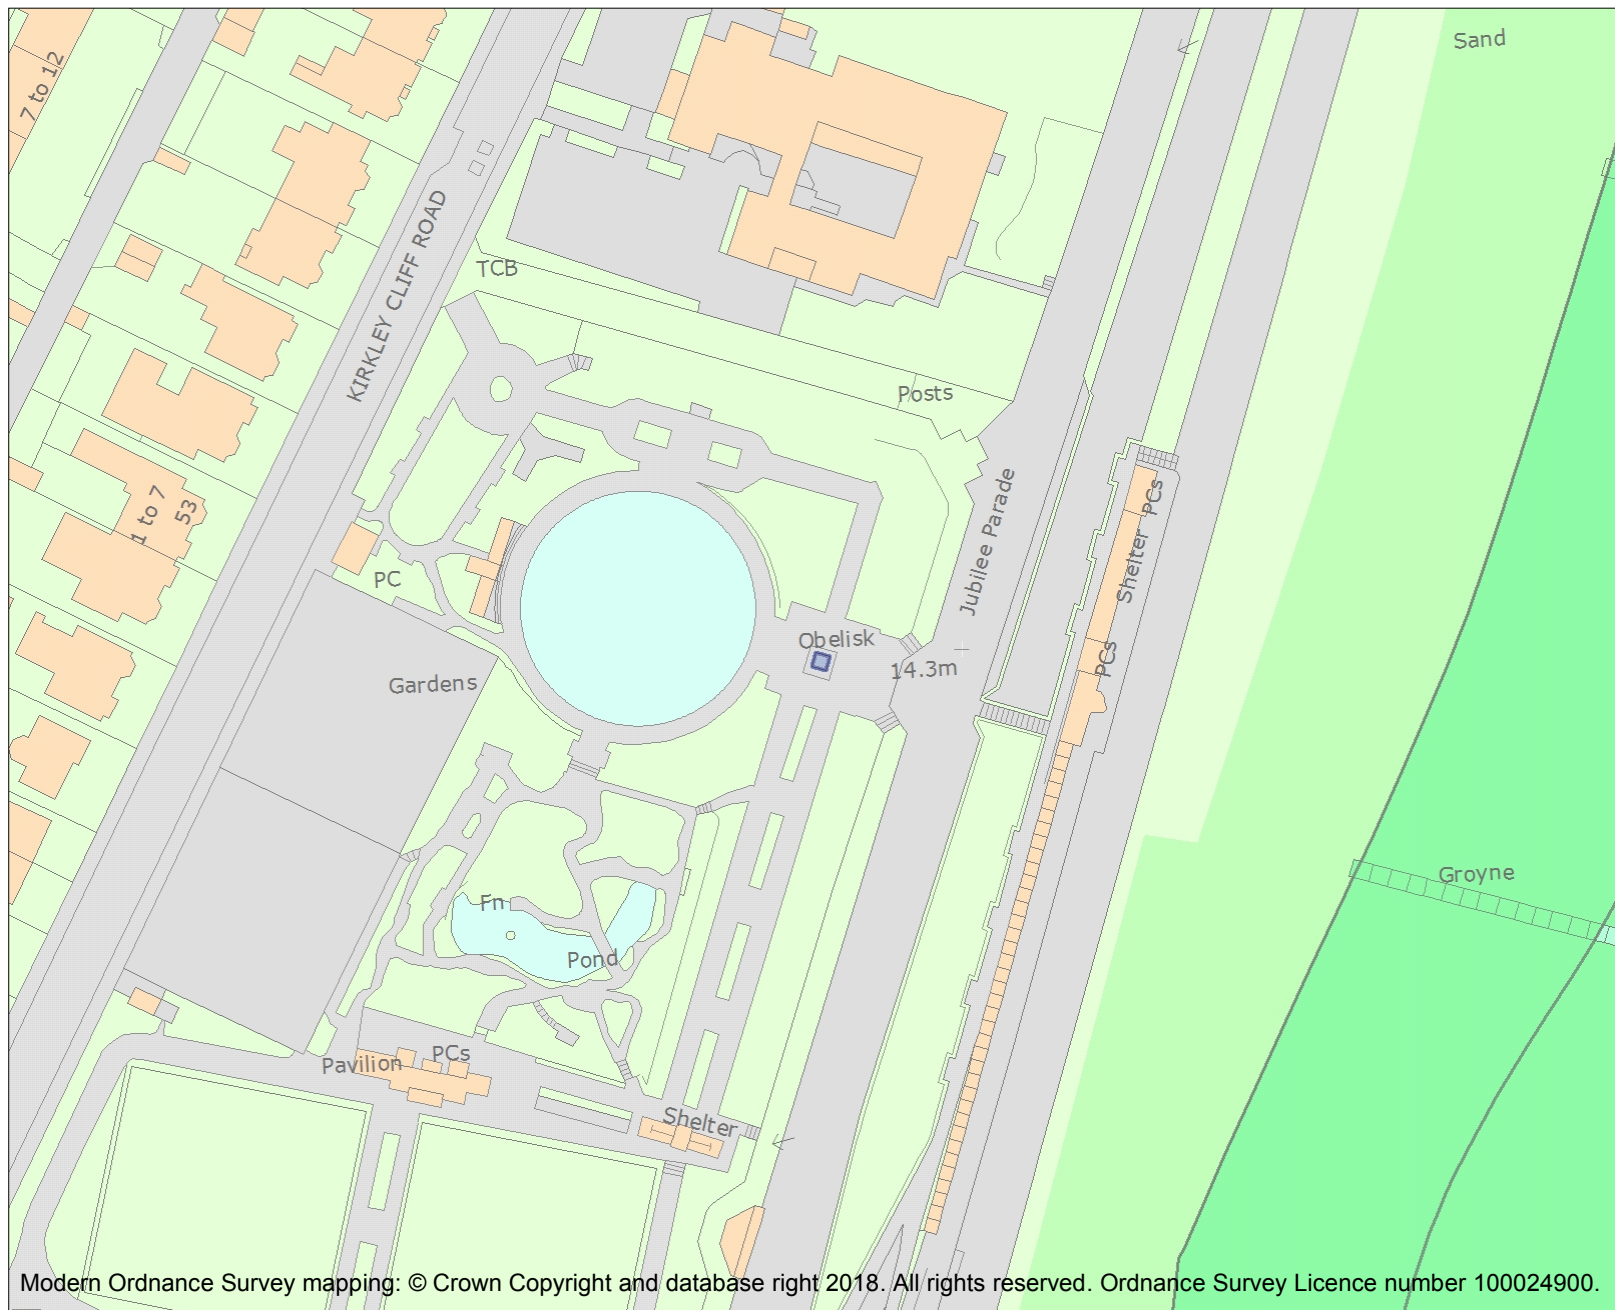 Sand
7 to 12
KIRKLEY CLIFF ROAD
TCB
Posts
1 to 7
53
Jubilee Parade
PCs
Shelter
PC
Obelisk
PCs
14.3m
Gardens
Groyne
Fn
Pond
PCs
Pavilion
Shelter
Modern Ordnance Survey mapping: © Crown Copyright and database right 2018. All rights reserved. Ordnance Survey Licence number 100024900.